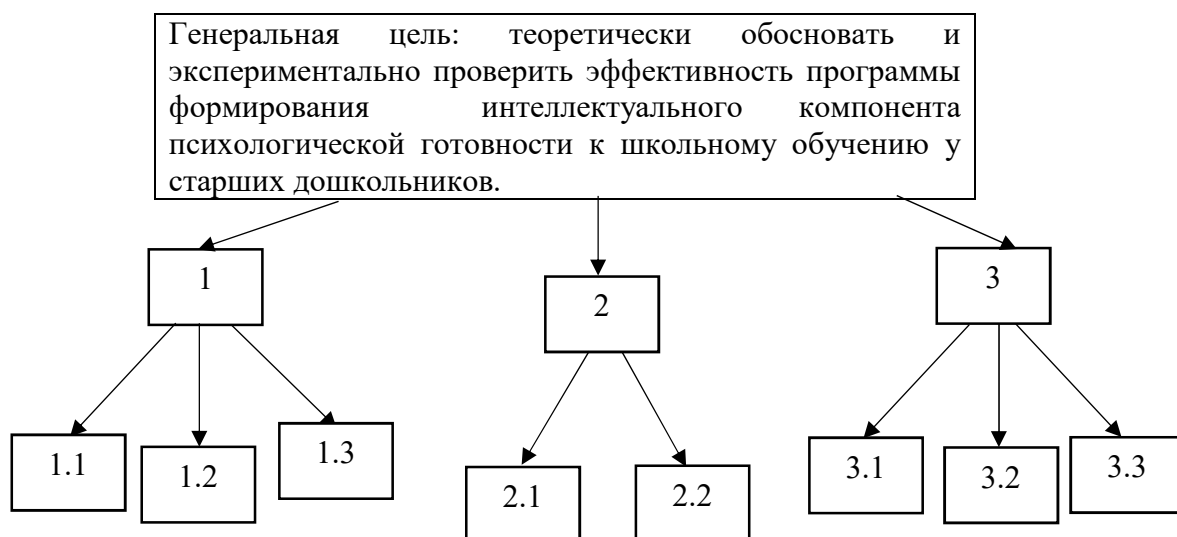 Генеральная цель: теоретически обосновать и
экспериментально проверить эффективность программы
формирования интеллектуального компонента
психологической готовности к школьному обучению у
старших дошкольников.
1
2
3
1.1
1.2
1.3
2.1
2.2
3.1
3.2
3.3